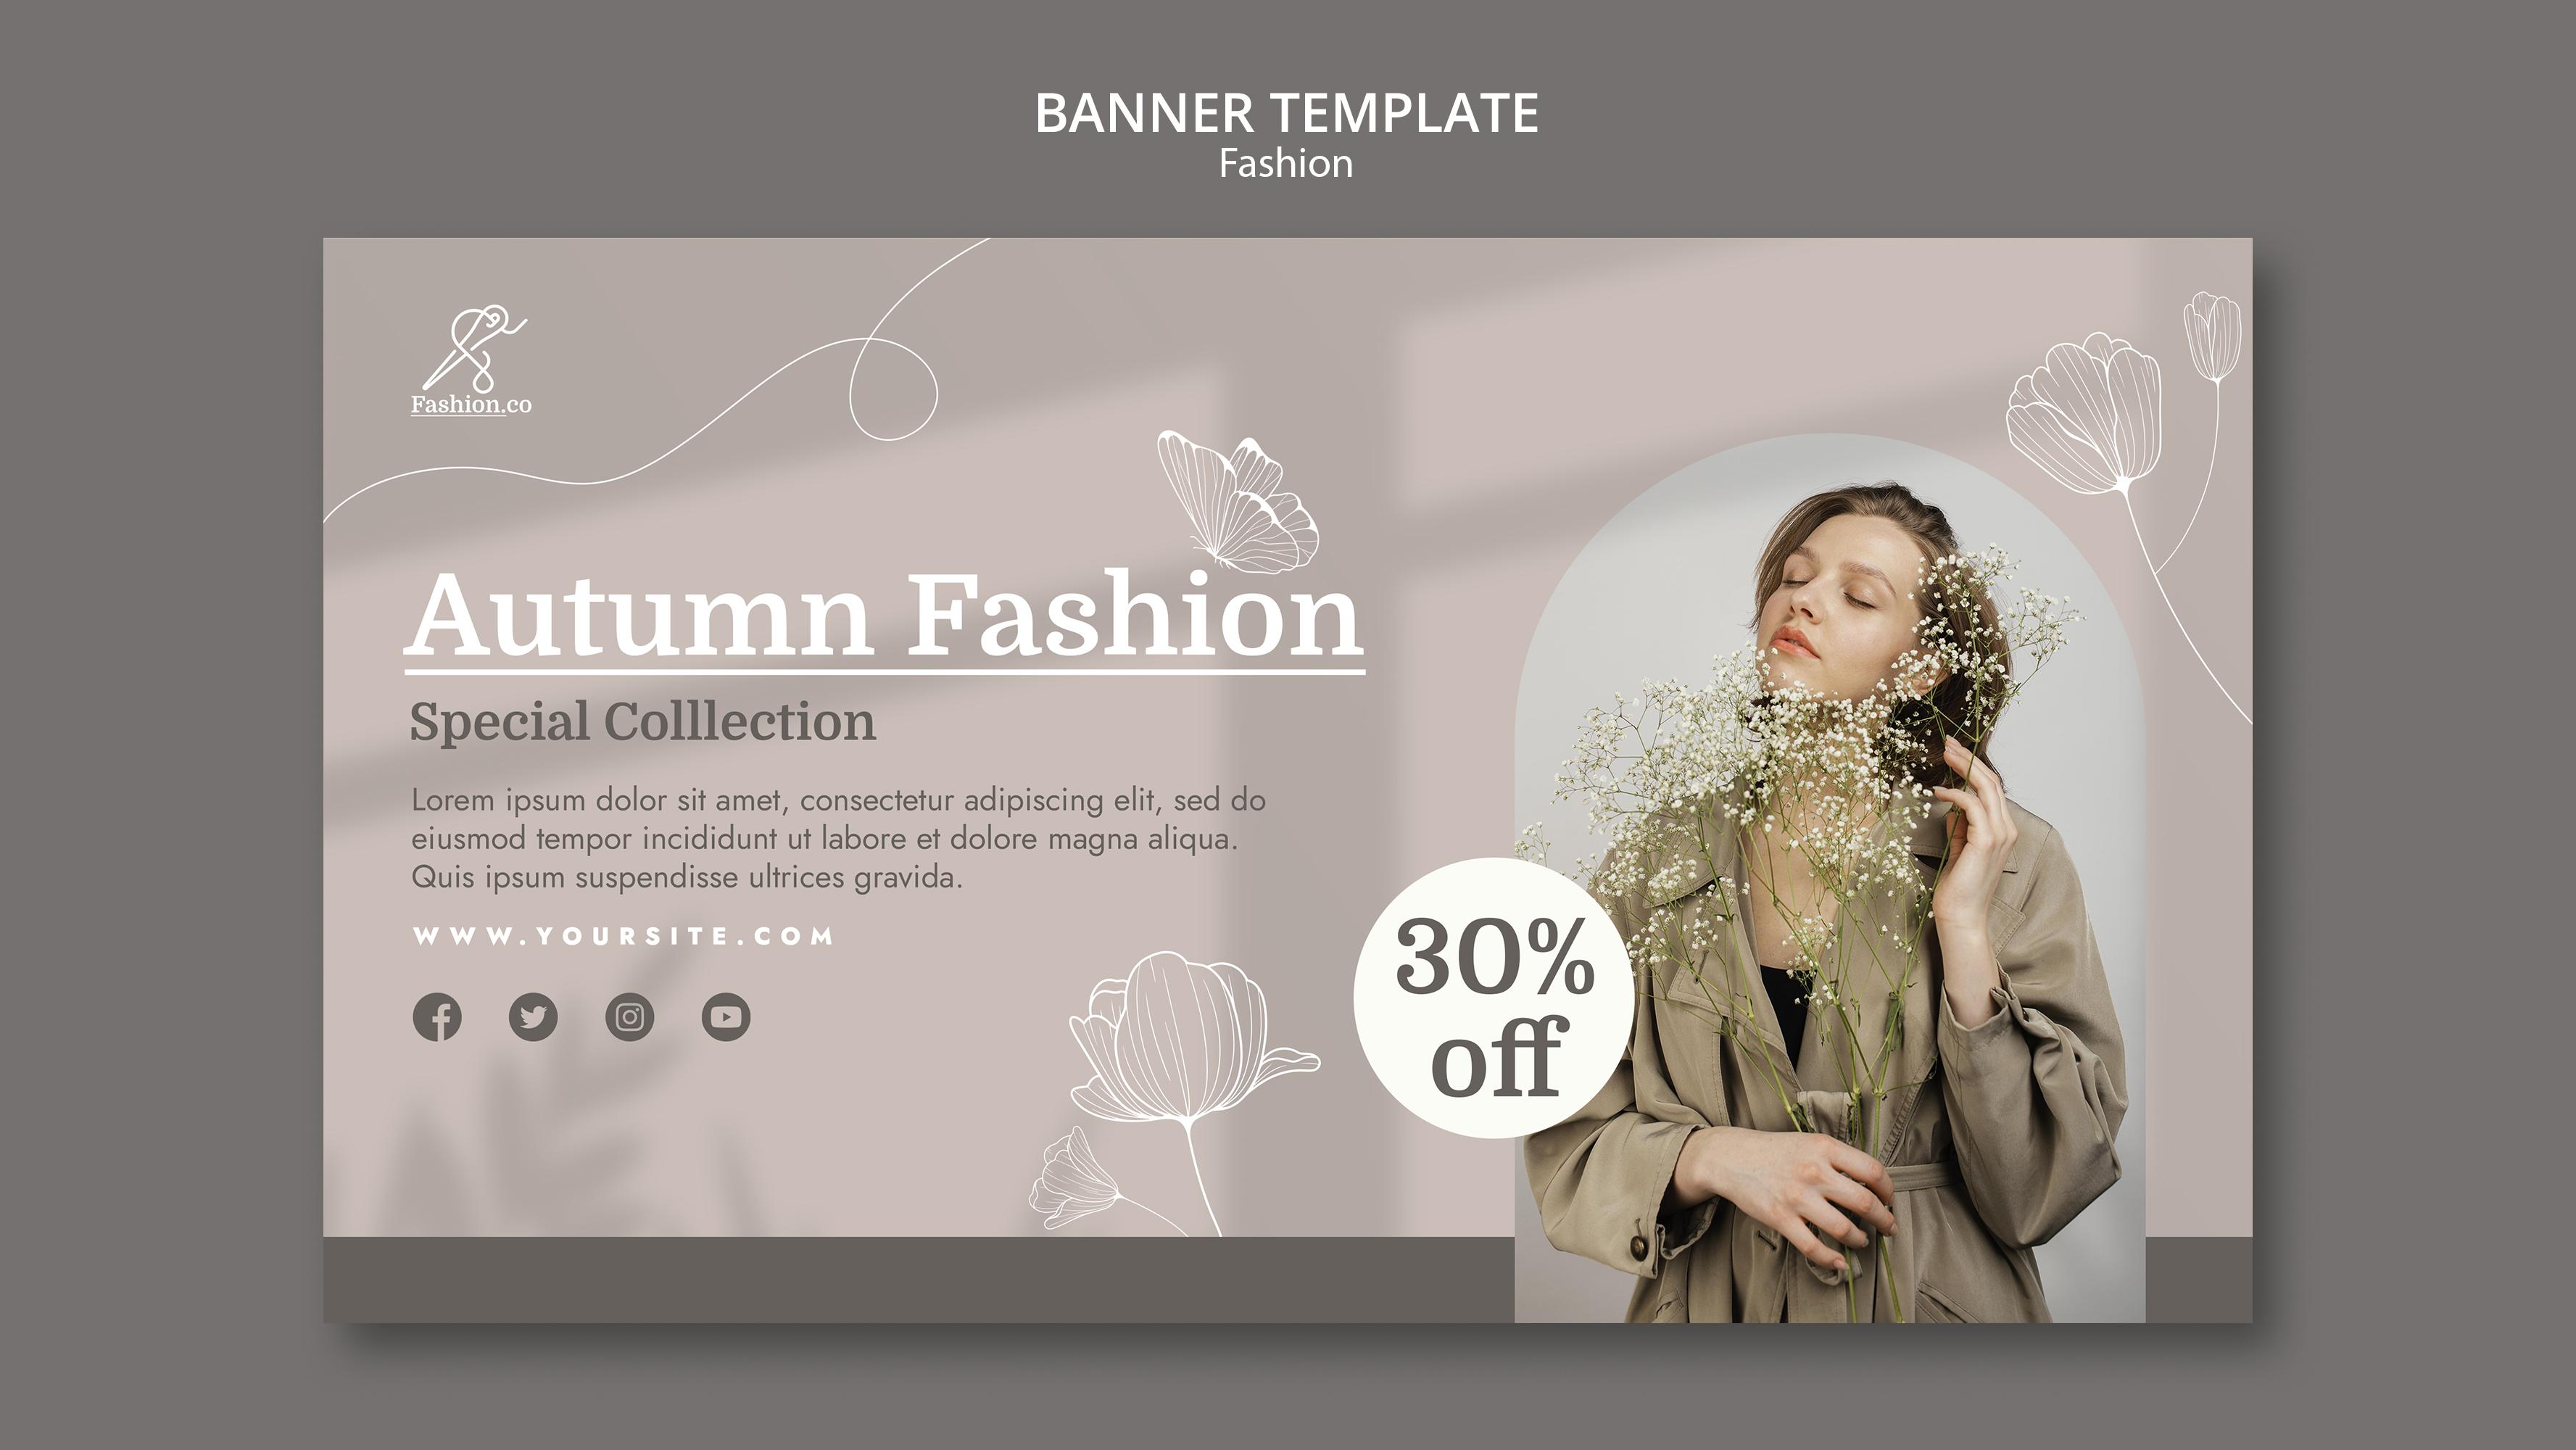 BANNER TEMPLATE
Fashion
Fashion.co
Autumn Fashion
Special Colllection
Lorem ipsum dolor sit amet, consectetur adipiscing elit, sed do
eiusmod tempor incididunt ut labore et dolore magna aliqua.
Quis ipsum suspendisse ultrices gravida.
WWW.YOURSITE.COM
30%
off